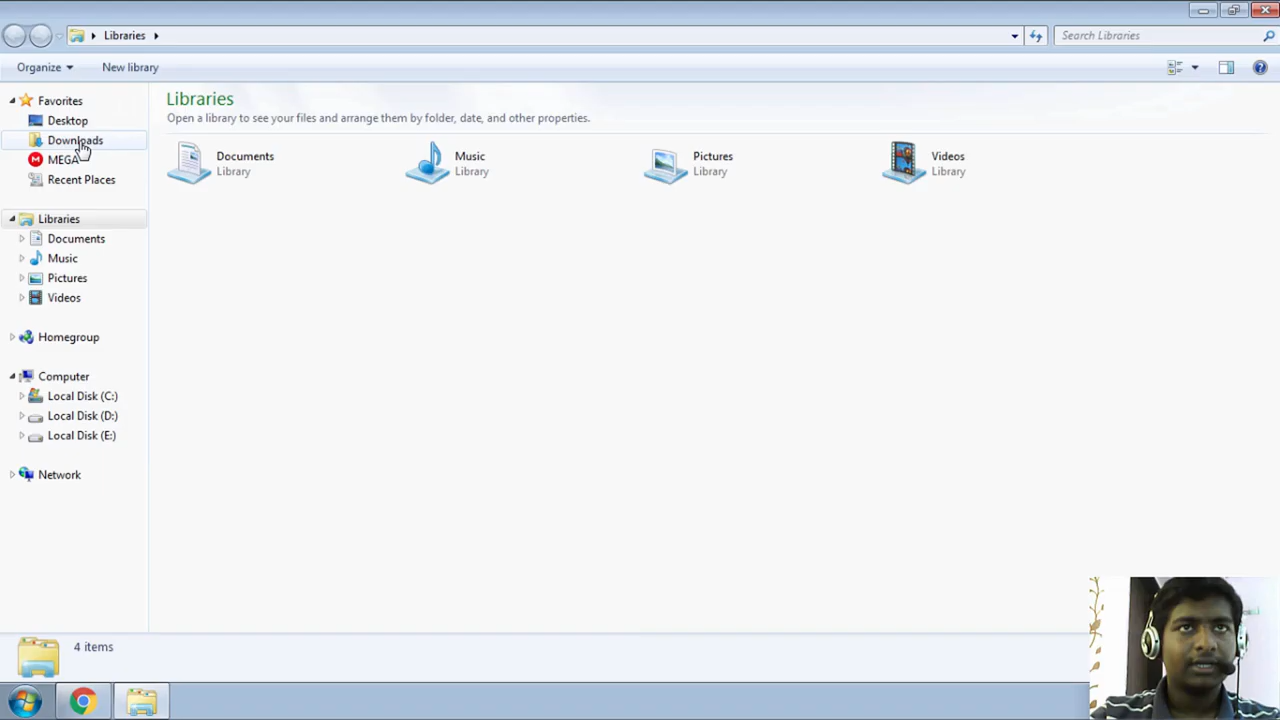 Libraries
Search Libraries
Organize
New library
Favorites
Desktop
Downloads
MEGA
Recent Places
Libraries
Documents
Music
Pictures
Videos
Homegroup
Computer
Local Disk (C:)
Local Disk (D:)
Local Disk (E:)
Network
Libraries
Open a library to see your files and arrange them by folder, date, and other properties.
Documents
Library
Music
Library
Pictures
Library
Videos
Library
4 items